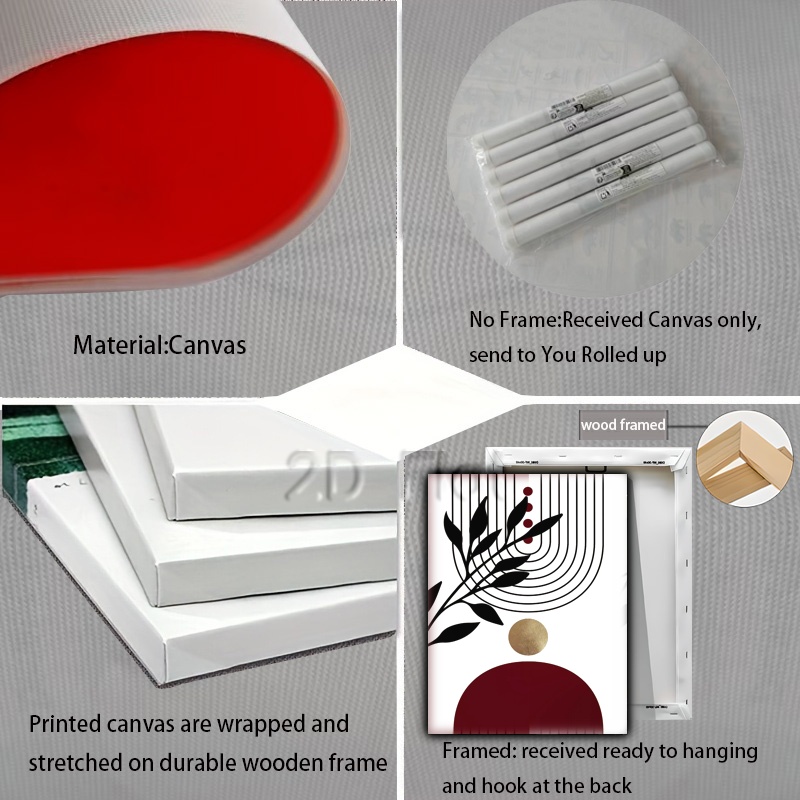 Material:Canvas
No Frame:Received Canvas only,
send to You Rolled up
wood framed
2D
Printed canvas are wrapped and
stretched on durable wooden frame
Framed: received ready to hanging
and hook at the back